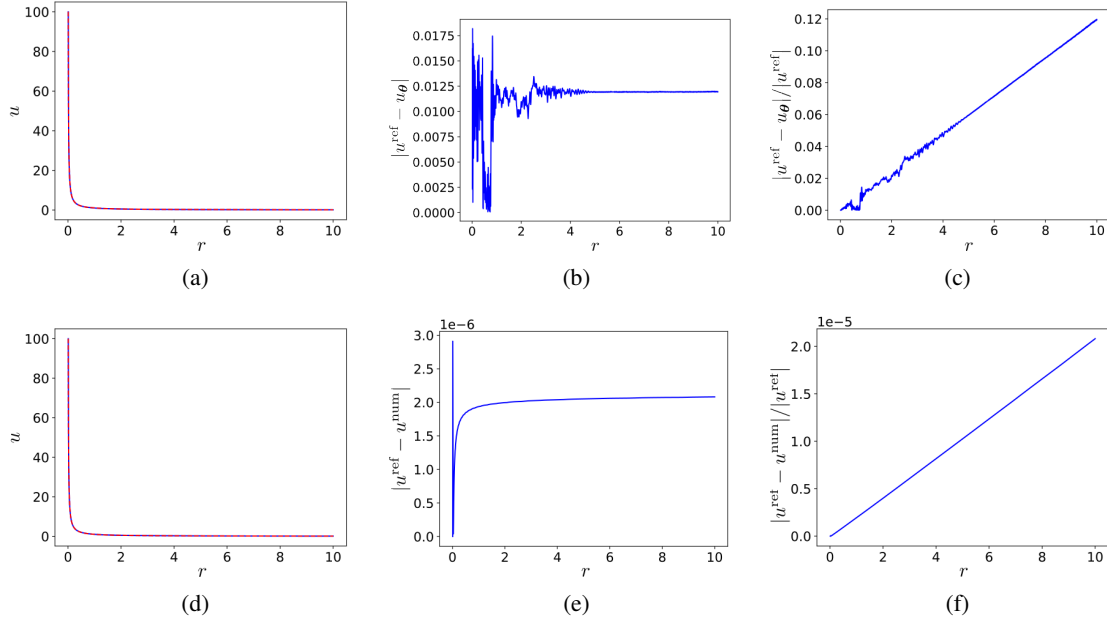 100
80
60
40
20
0
u
0 2 4 6 8 10
r
(a)
0.0175
0.0150
0.0125
0.0100
0.0075
0.0050
0.0025
0.0000
|u^ref − u_θ|
0 2 4 6 8 10
r
(b)
0.12
0.10
0.08
0.06
0.04
0.02
0.00
|u^ref − u_θ|/|u^ref|
0 2 4 6 8 10
r
(c)
100
80
60
40
20
0
u
0 2 4 6 8 10
r
(d)
1e−6
3.0
2.5
2.0
1.5
1.0
0.5
0.0
|u^ref − u^num|
0 2 4 6 8 10
r
(e)
1e−5
2.0
1.5
1.0
0.5
0.0
|u^ref − u^num|/|u^ref|
0 2 4 6 8 10
r
(f)